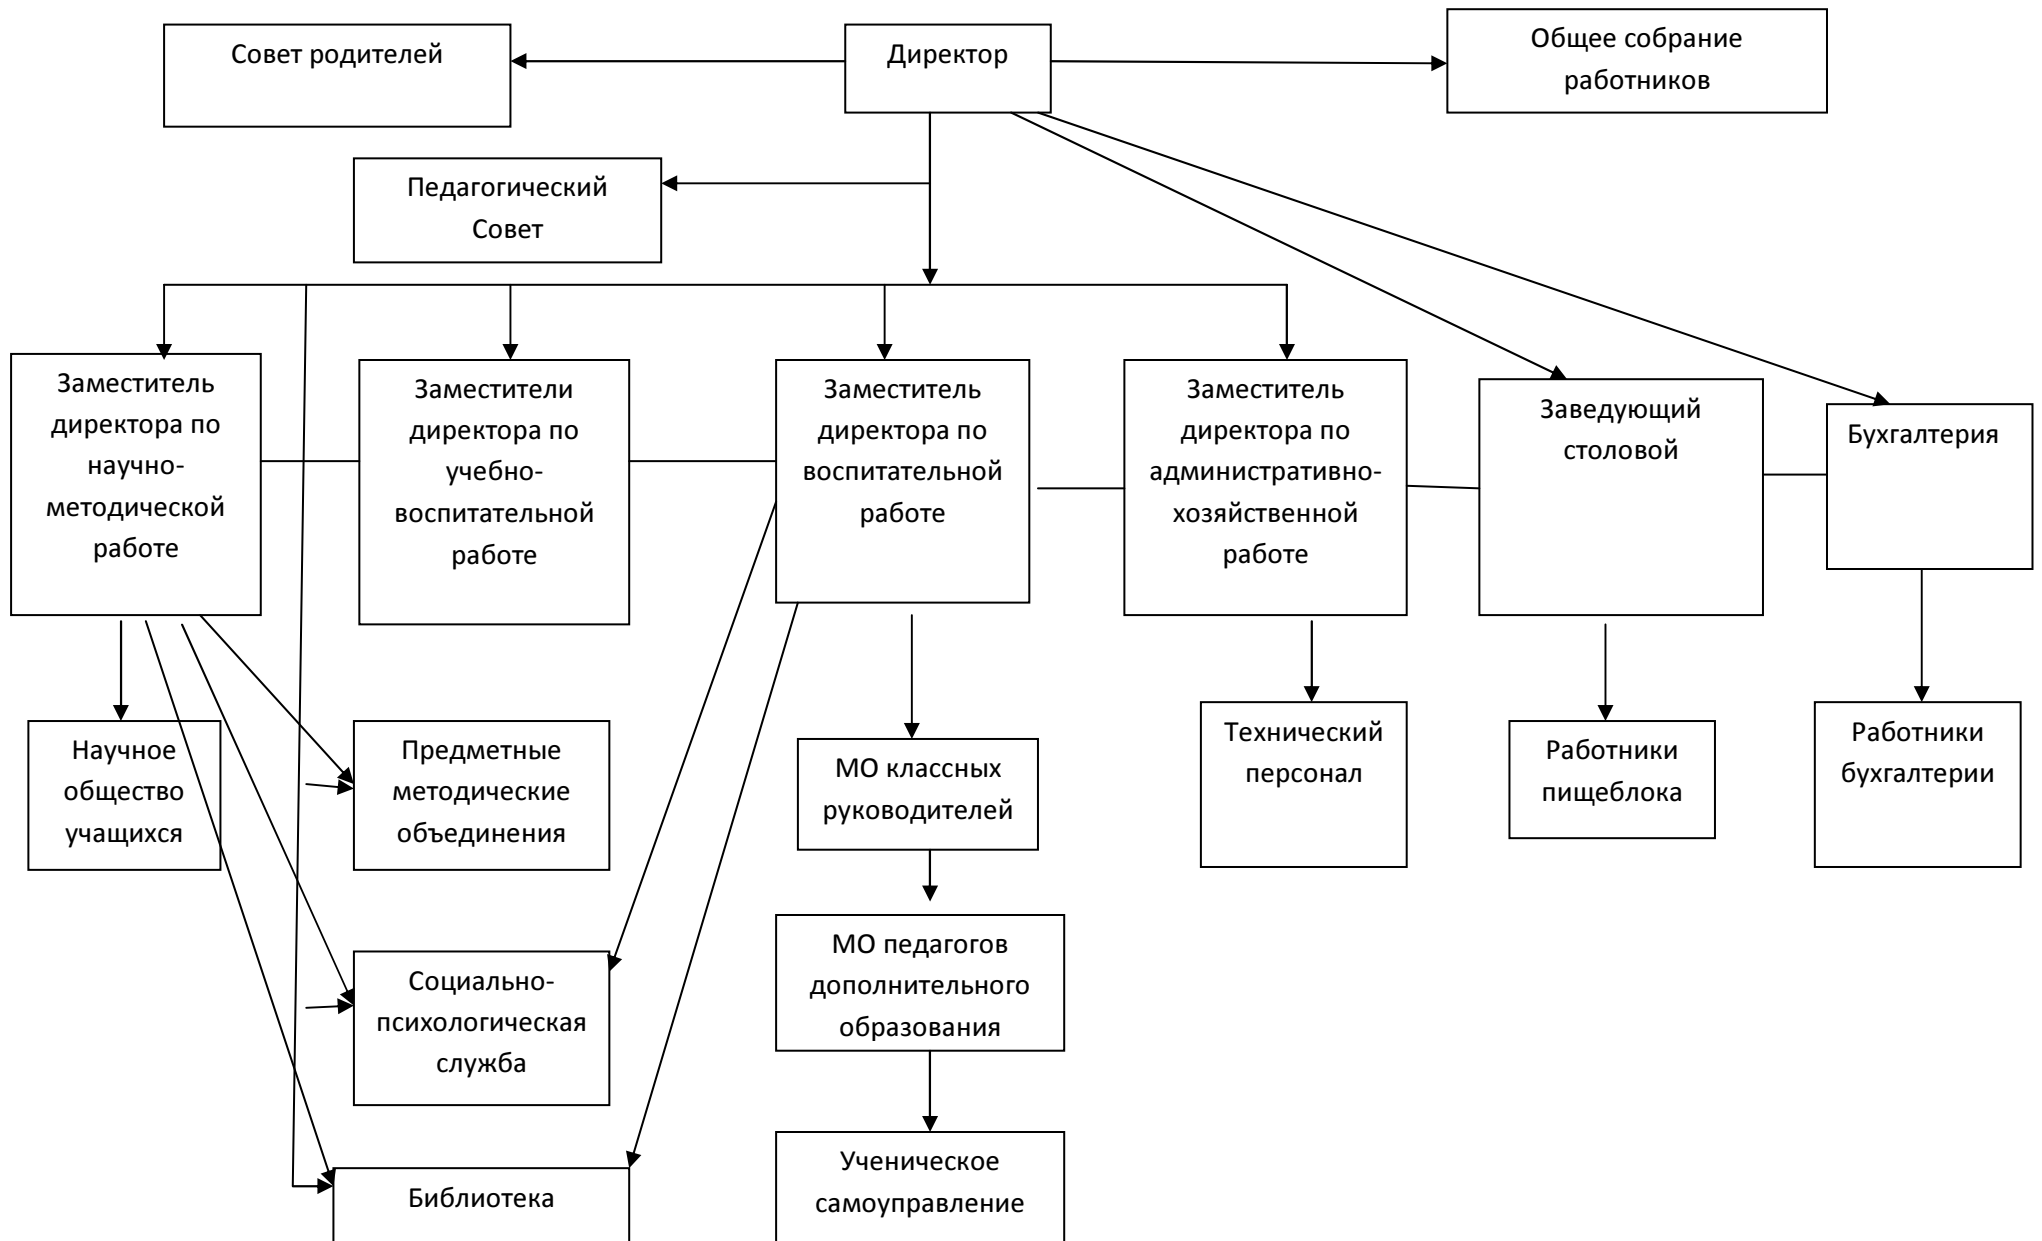 Совет родителей
Директор
Общее собрание
работников
Педагогический
Совет
Заместитель
директора по
научно-
методической
работе
Заместители
директора по
учебно-
воспитательной
работе
Заместитель
директора по
воспитательной
работе
Заместитель
директора по
административно-
хозяйственной
работе
Заведующий
столовой
Бухгалтерия
Научное
общество
учащихся
Предметные
методические
объединения
МО классных
руководителей
Технический
персонал
Работники
пищеблока
Работники
бухгалтерии
Социально-
психологическая
служба
МО педагогов
дополнительного
образования
Библиотека
Ученическое
самоуправление